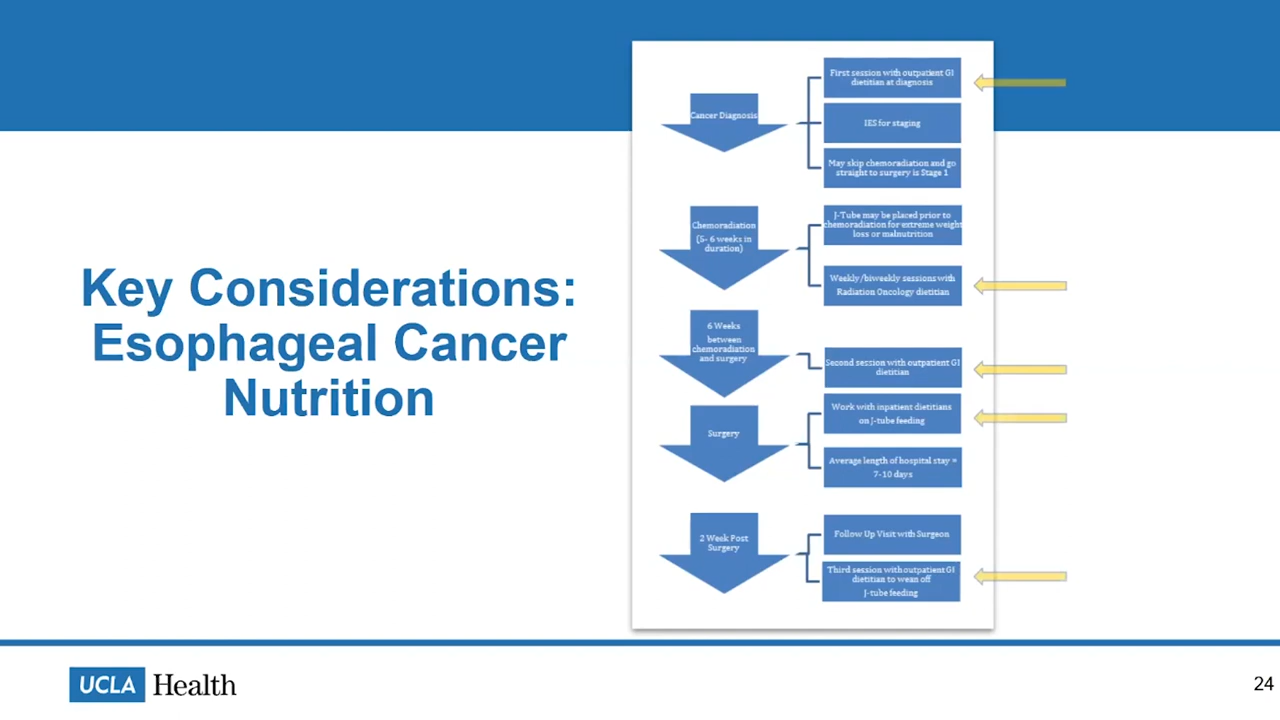 Key Considerations:
Esophageal Cancer
Nutrition
Cancer Diagnosis
First session with outpatient GI
dietitian at diagnosis
IES for staging
May skip chemoradiation and go
straight to surgery is Stage 1
Chemoradiation
(5- 6 weeks in
duration)
J-Tube may be placed prior to
chemoradiation for extreme weight
loss or malnutrition
Weekly/biweekly sessions with
Radiation Oncology dietitian
6 Weeks
between
chemoradiation
and surgery
Second session with outpatient GI
dietitian
Surgery
Work with inpatient dietitians
on J-tube feeding
Average length of hospital stay =
7-10 days
2 Week Post
Surgery
Follow Up Visit with Surgeon
Third session with outpatient GI
dietitian to wean off
J-tube feeding
UCLA Health
24